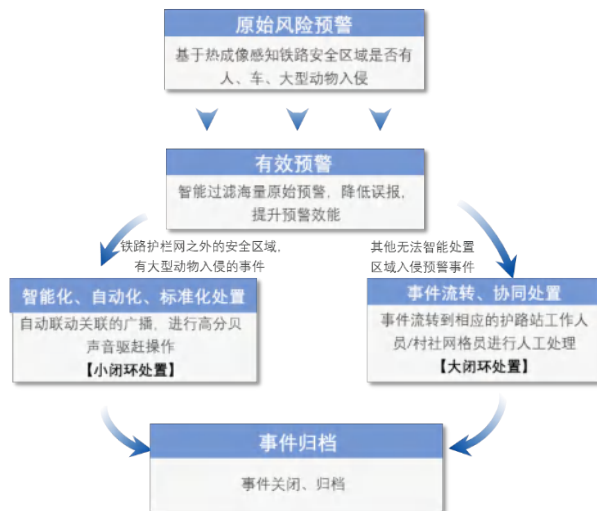 原始风险预警
基于热成像感知铁路安全区域是否有
人、车、大型动物入侵
有效预警
智能过滤海量原始预警，降低误报，
提升预警效能
铁路护栏网之外的安全区域，
有大型动物入侵的事件
其他无法智能处置
区域入侵预警事件
智能化、自动化、标准化处置
自动联动关联的广播，进行高分贝
声音驱赶操作
【小闭环处置】
事件流转、协同处置
事件流转到相应的护路站工作人
员/村社网格员进行人工处理
【大闭环处置】
事件归档
事件关闭、归档